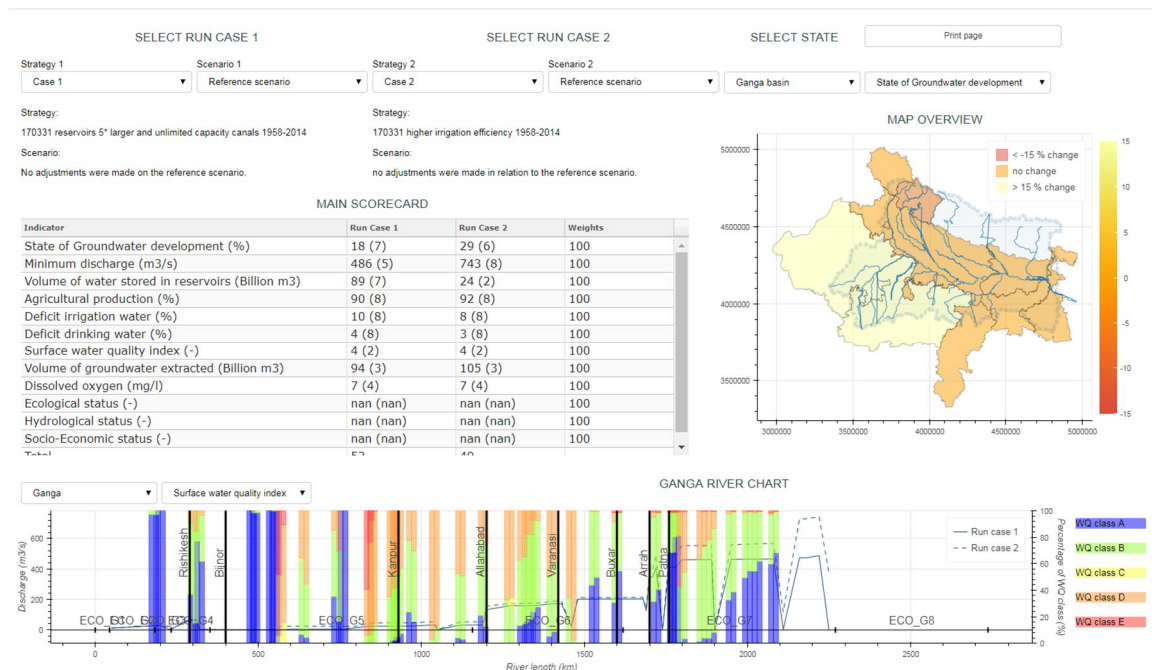 SELECT RUN CASE 1
SELECT RUN CASE 2
SELECT STATE
Print page
Strategy 1
Scenario 1
Strategy 2
Scenario 2
Case 1
Reference scenario
Case 2
Reference scenario
Ganga basin
State of Groundwater development
Strategy:
170331 reservoirs 5* larger and unlimited capacity canals 1958-2014
Scenario:
No adjustments were made on the reference scenario.
Strategy:
170331 higher irrigation efficiency 1958-2014
Scenario:
no adjustments were made in relation to the reference scenario.
MAP OVERVIEW
5000000
4500000
4000000
3500000
3000000 3500000 4000000 4500000 5000000
< -15 % change
no change
> 15 % change
15
10
5
0
-5
-10
-15
MAIN SCORECARD
Indicator Run Case 1 Run Case 2 Weights
State of Groundwater development (%) 18 (7) 29 (6) 100
Minimum discharge (m3/s) 486 (5) 743 (8) 100
Volume of water stored in reservoirs (Billion m3) 89 (7) 24 (2) 100
Agricultural production (%) 90 (8) 92 (8) 100
Deficit irrigation water (%) 10 (8) 8 (8) 100
Deficit drinking water (%) 4 (8) 3 (8) 100
Surface water quality index (-) 4 (2) 4 (2) 100
Volume of groundwater extracted (Billion m3) 94 (3) 105 (3) 100
Dissolved oxygen (mg/l) 7 (4) 7 (4) 100
Ecological status (-) nan (nan) nan (nan) 100
Hydrological status (-) nan (nan) nan (nan) 100
Socio-Economic status (-) nan (nan) nan (nan) 100
Total
Ganga
Surface water quality index
GANGA RIVER CHART
Discharge (m3/s)
600
400
200
0
Rishikesh
Bijnor
Kanpur
Allahabad
Varanasi
Buxar
Arrah
Patna
ECO_G4
ECO_G5
ECO_G6
ECO_G7
ECO_G8
0 500 1000 1500 2000 2500
River length (km)
Run case 1
Run case 2
100
80
60
40
20
0
Percentage of WQ class (%)
WQ class A
WQ class B
WQ class C
WQ class D
WQ class E